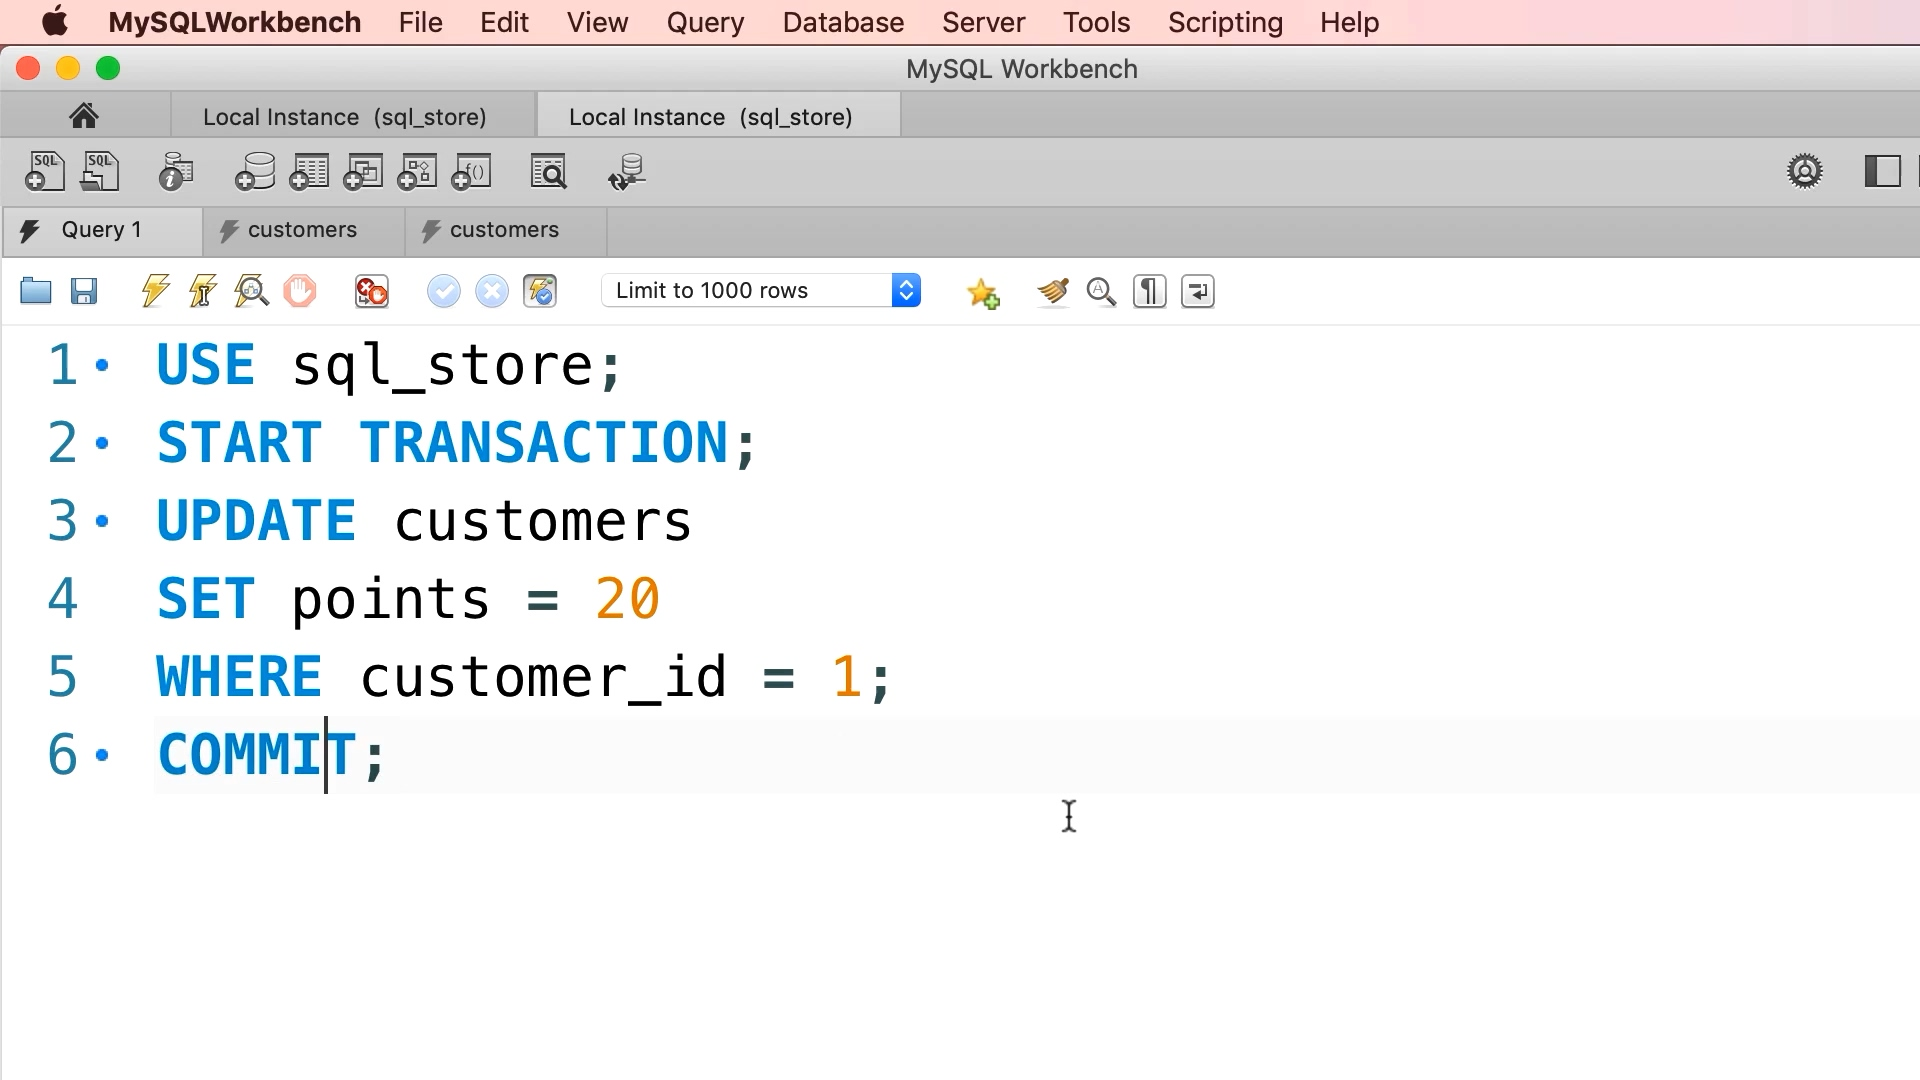 MySQLWorkbench File Edit View Query Database Server Tools Scripting Help
MySQL Workbench
Local Instance (sql_store) Local Instance (sql_store)
SQL SQL f()
Query 1 customers customers
Limit to 1000 rows
1 USE sql_store;
2 START TRANSACTION;
3 UPDATE customers
4 SET points = 20
5 WHERE customer_id = 1;
6 COMMIT;